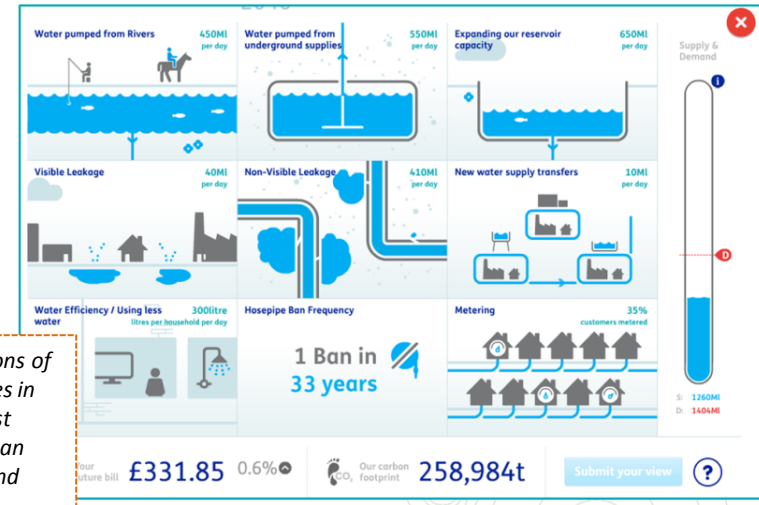 Water pumped from Rivers
450Ml
per day
Water pumped from
underground supplies
550Ml
per day
Expanding our reservoir
capacity
650Ml
per day
Supply &
Demand
i
Visible Leakage
40Ml
per day
Non-Visible Leakage
410Ml
per day
New water supply transfers
10Ml
per day
D
Water Efficiency / Using less
water
300litre
litres per household per day
Hosepipe Ban Frequency
1 Ban in
33 years
Metering
35%
customers metered
S: 1260Ml
D: 1404Ml
es in
st
an
nd
£331.85
0.6%
CO2
Our carbon
footprint
258,984t
Submit your view
?